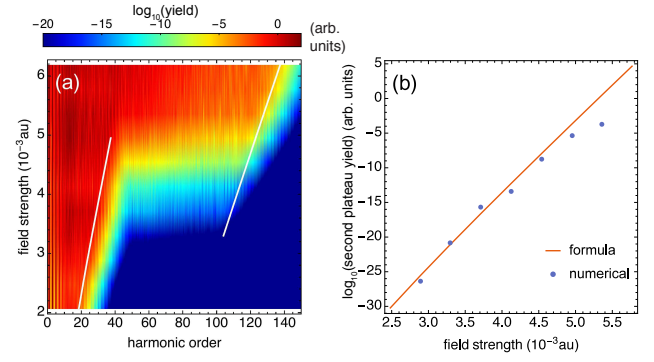 log₁₀(yield)
−20 −15 −10 −5 0 (arb. units)
(a)
field strength (10⁻³au)
6
5
4
3
2
0 20 40 60 80 100 120 140
harmonic order
(b)
log₁₀(second plateau yield) (arb. units)
5
0
−5
−10
−15
−20
−25
−30
formula
numerical
2.5 3.0 3.5 4.0 4.5 5.0 5.5
field strength (10⁻³au)